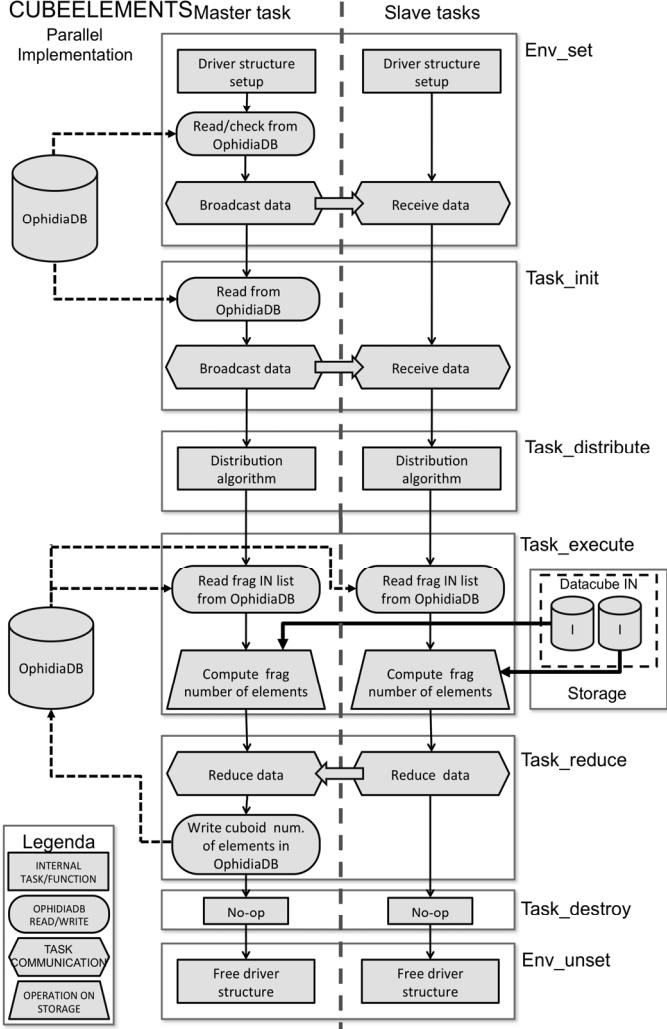 CUBEELEMENTS
Parallel
Implementation
Master task
Slave tasks
Env_set
Driver structure
setup
Driver structure
setup
Read/check from
OphidiaDB
OphidiaDB
Broadcast data
Receive data
Task_init
Read from
OphidiaDB
Broadcast data
Receive data
Task_distribute
Distribution
algorithm
Distribution
algorithm
Task_execute
Read frag IN list
from OphidiaDB
Read frag IN list
from OphidiaDB
Datacube IN
I
I
Storage
OphidiaDB
Compute frag
number of elements
Compute frag
number of elements
Task_reduce
Reduce data
Reduce data
Write cuboid num.
of elements in
OphidiaDB
Task_destroy
No-op
No-op
Env_unset
Free driver
structure
Free driver
structure
Legenda
INTERNAL
TASK/FUNCTION
OPHIDIADB
READ/WRITE
TASK
COMMUNICATION
OPERATION ON
STORAGE